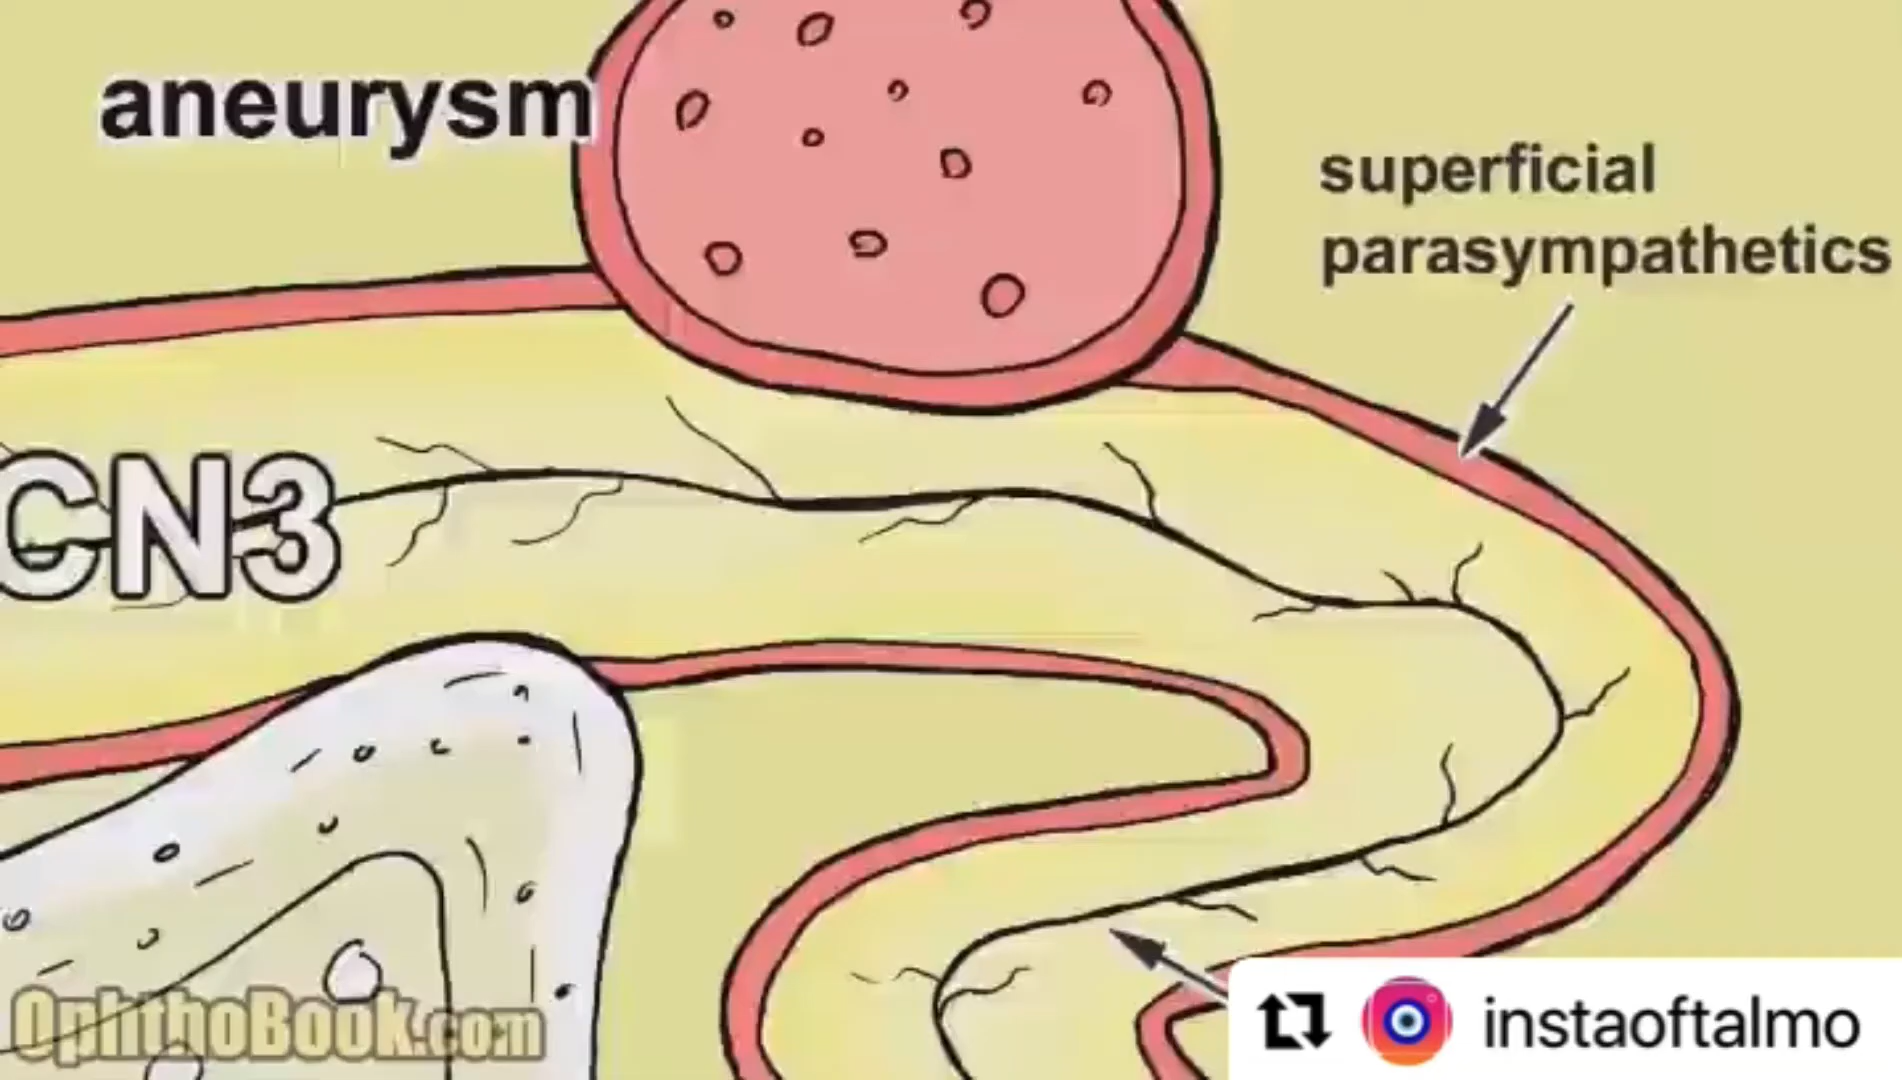 aneurysm
superficial
parasympathetics
CN3
OphthoBook.com
instaoftalmo